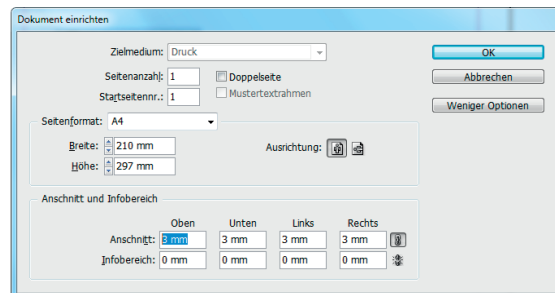 Dokument einrichten
Zielmedium: Druck
OK
Seitenanzahl: 1 Doppelseite
Abbrechen
Startseitennr.: 1 Mustertextrahmen
Weniger Optionen
Seitenformat: A4
Breite: 210 mm Ausrichtung:
Höhe: 297 mm
Anschnitt und Infobereich
Oben Unten Links Rechts
Anschnitt: 3 mm 3 mm 3 mm 3 mm
Infobereich: 0 mm 0 mm 0 mm 0 mm